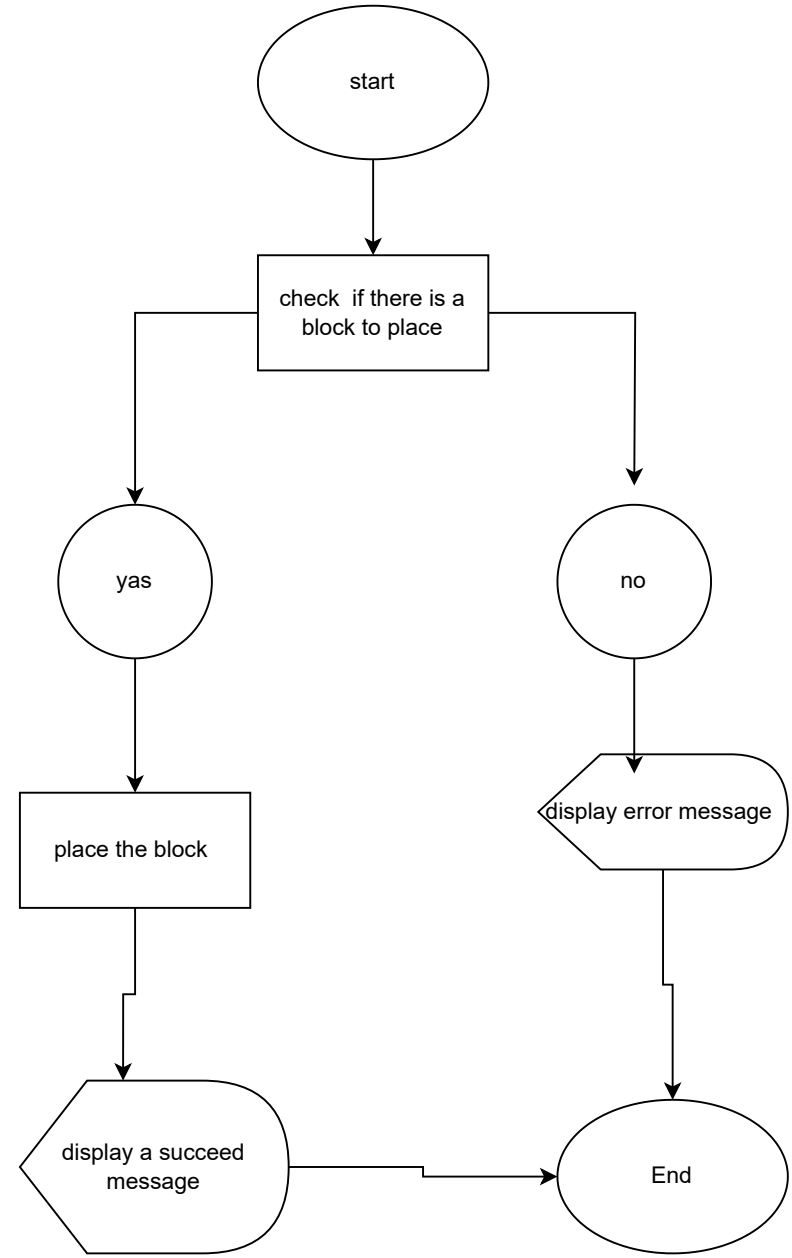 start
check  if there is a
block to place
yas
no
display error message
place the block
display a succeed
message
End